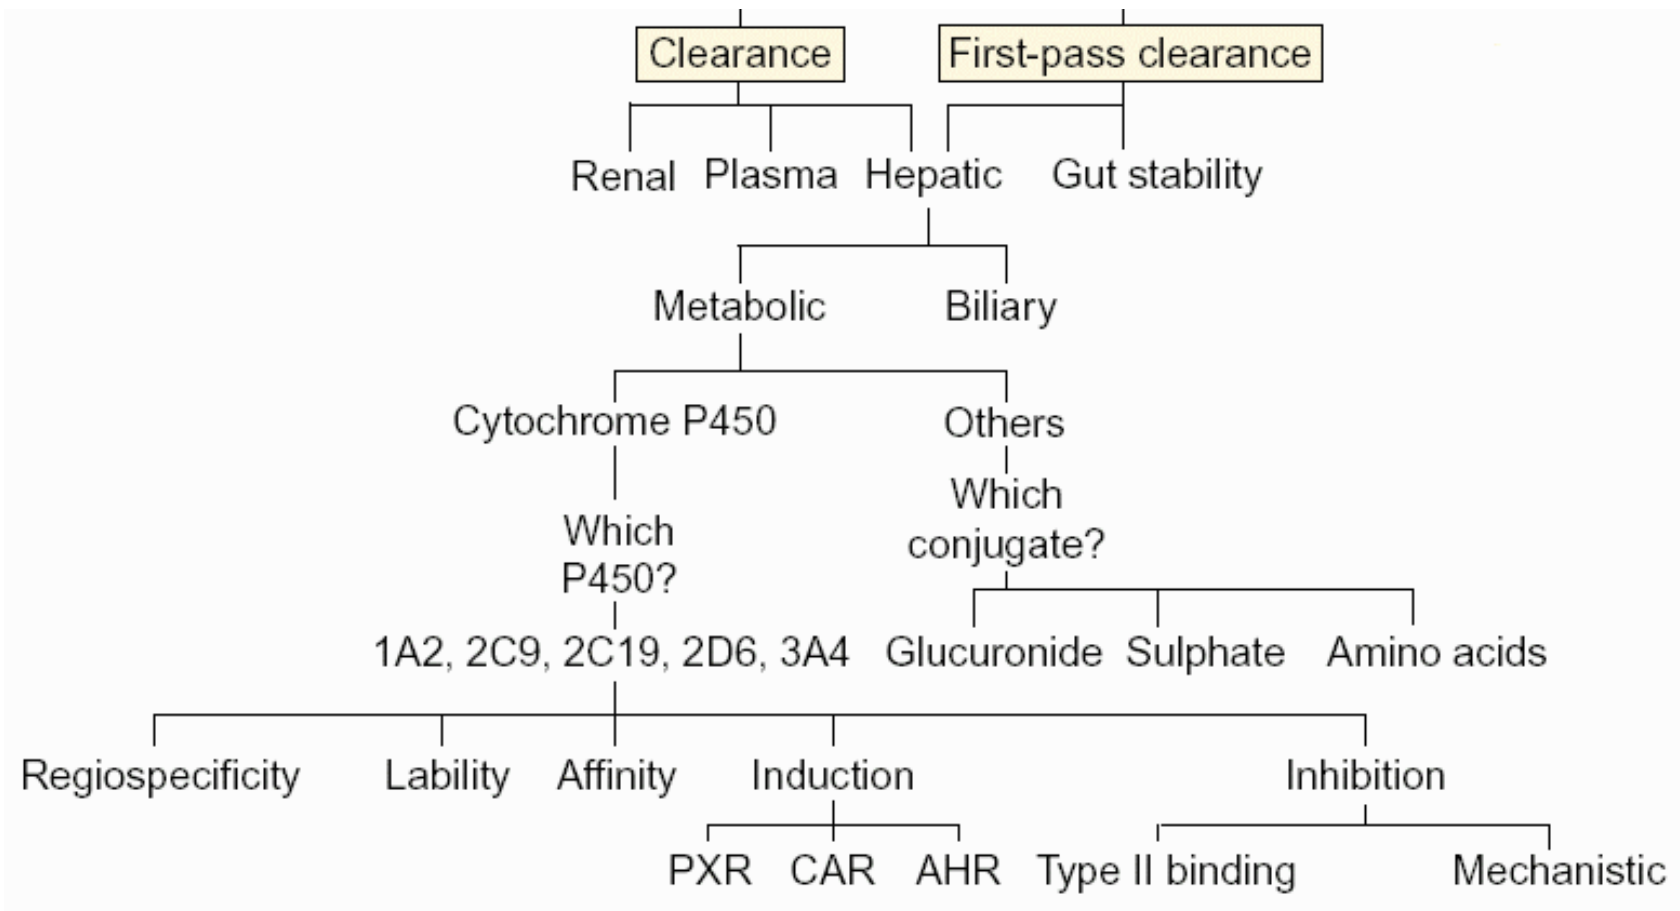 Clearance
First-pass clearance
Renal
Plasma
Hepatic
Gut stability
Metabolic
Biliary
Cytochrome P450
Others
Which
conjugate?
Which
P450?
1A2, 2C9, 2C19, 2D6, 3A4
Glucuronide
Sulphate
Amino acids
Regiospecificity
Lability
Affinity
Induction
Inhibition
PXR
CAR
AHR
Type II binding
Mechanistic